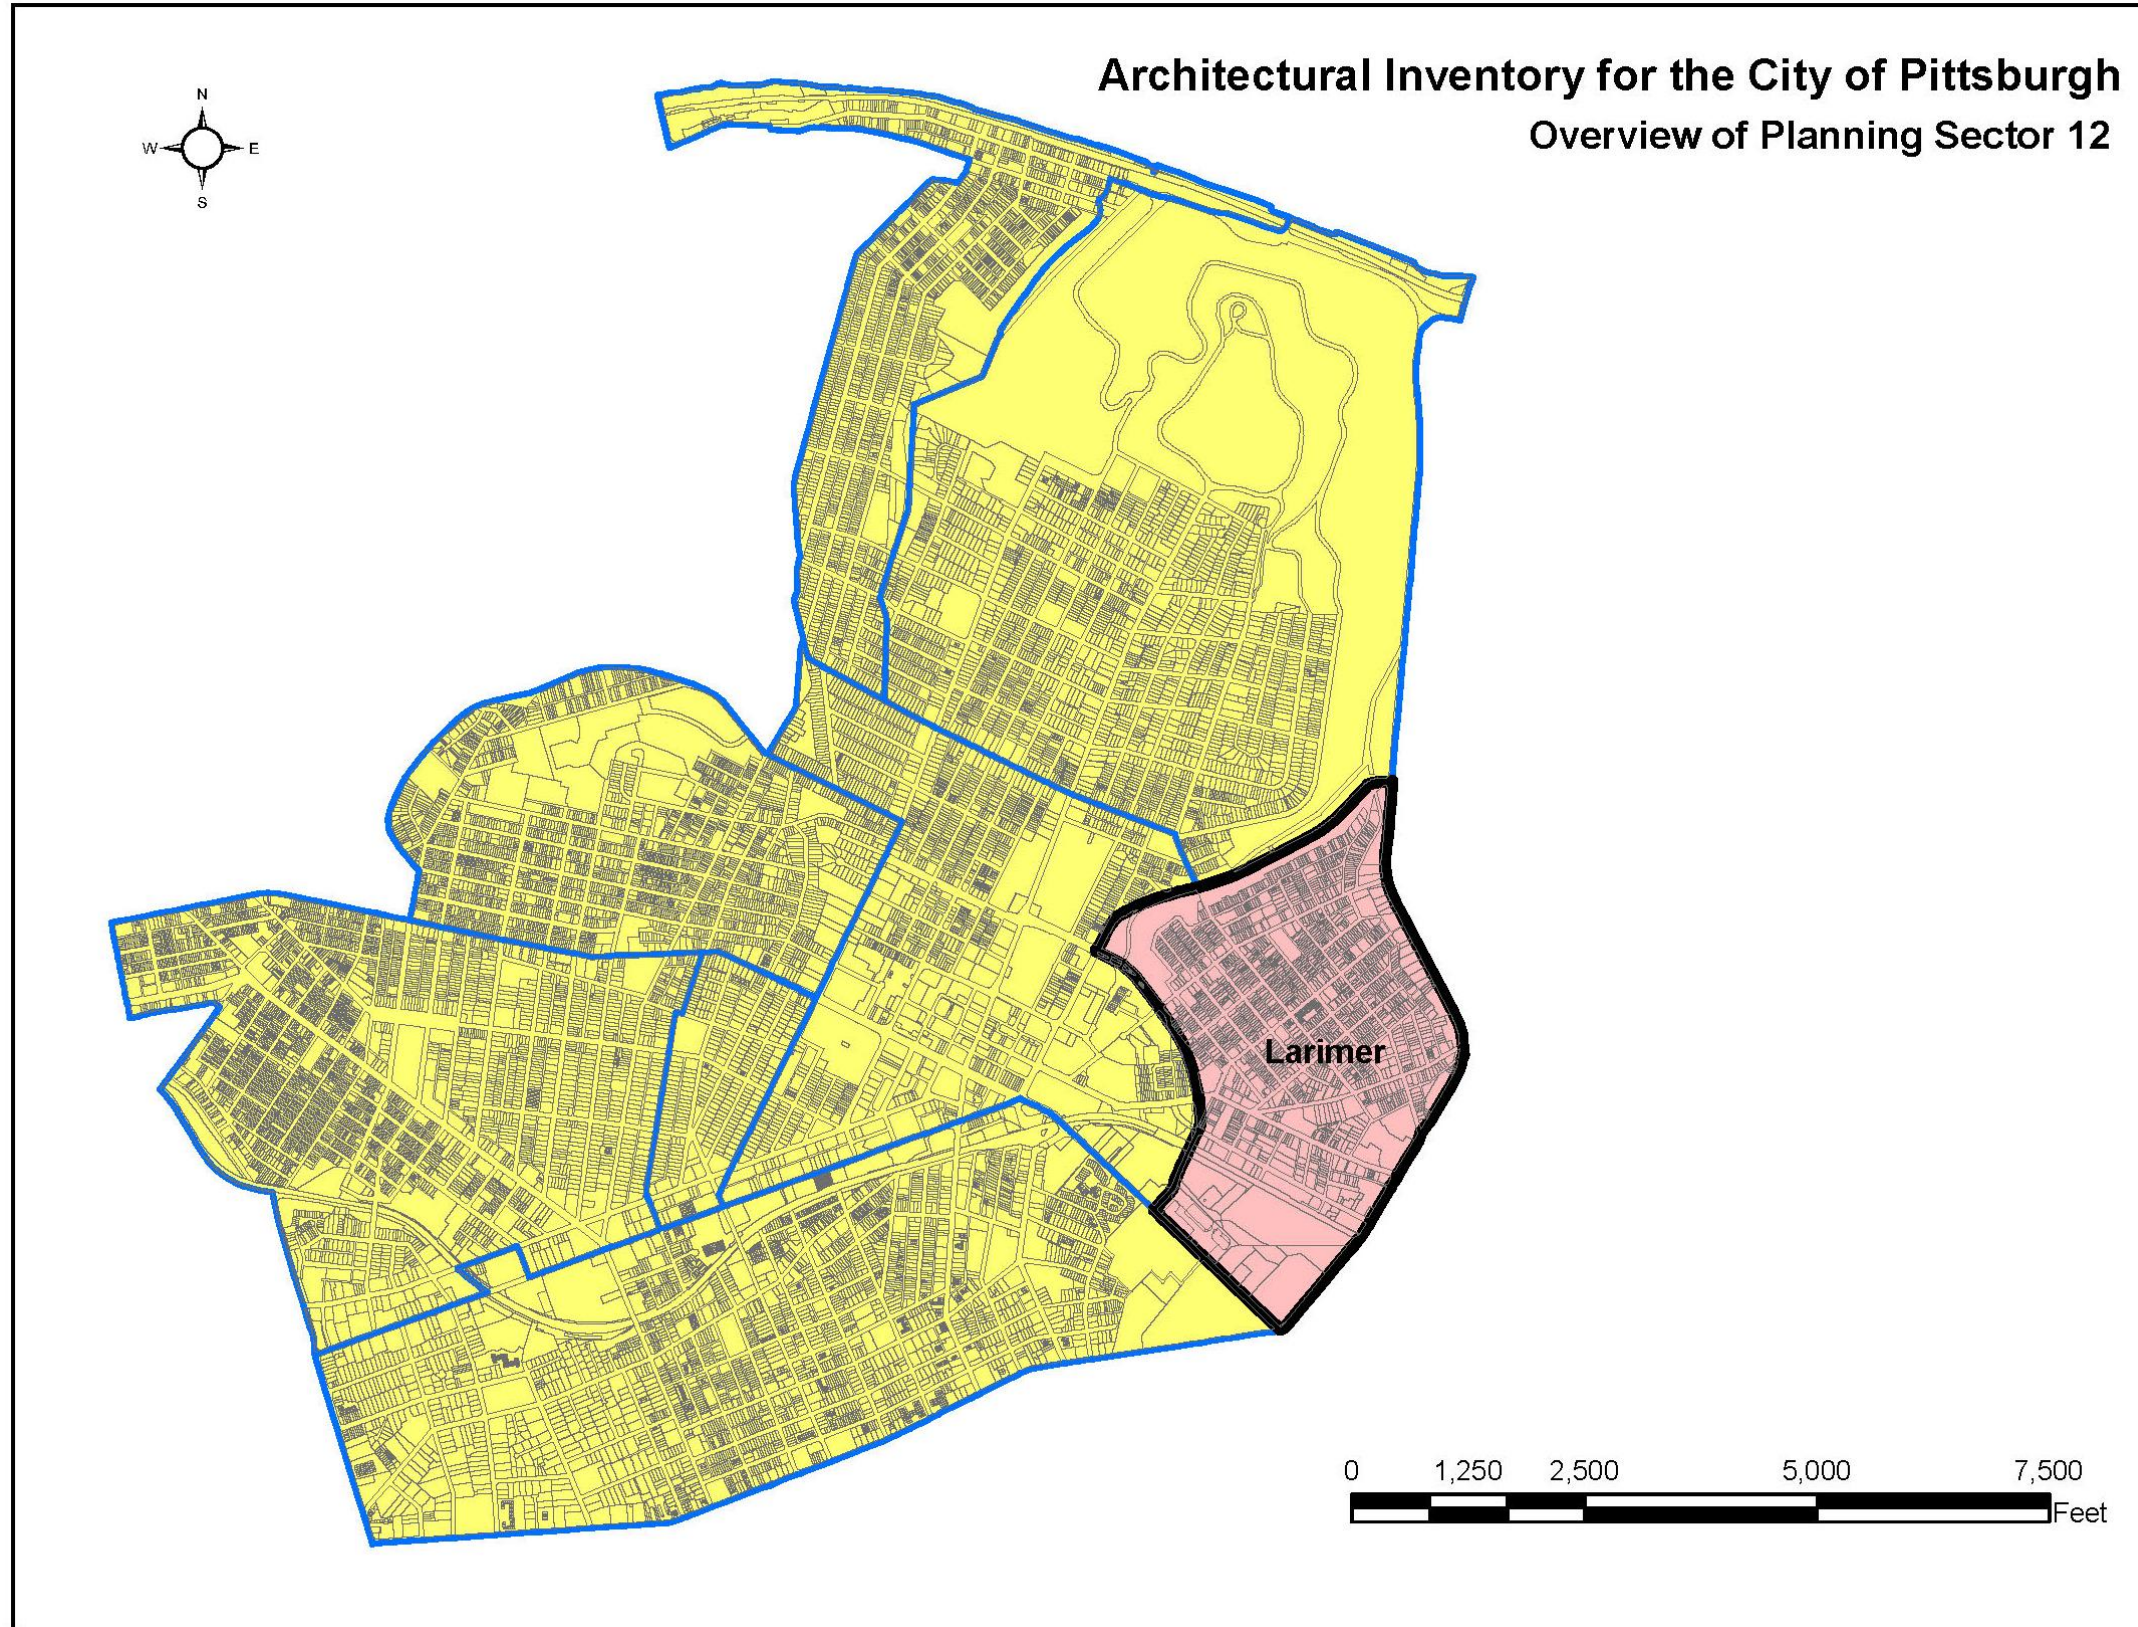 Architectural Inventory for the City of Pittsburgh
Overview of Planning Sector 12
N
W E
S
Larimer
0 1,250 2,500 5,000 7,500
Feet